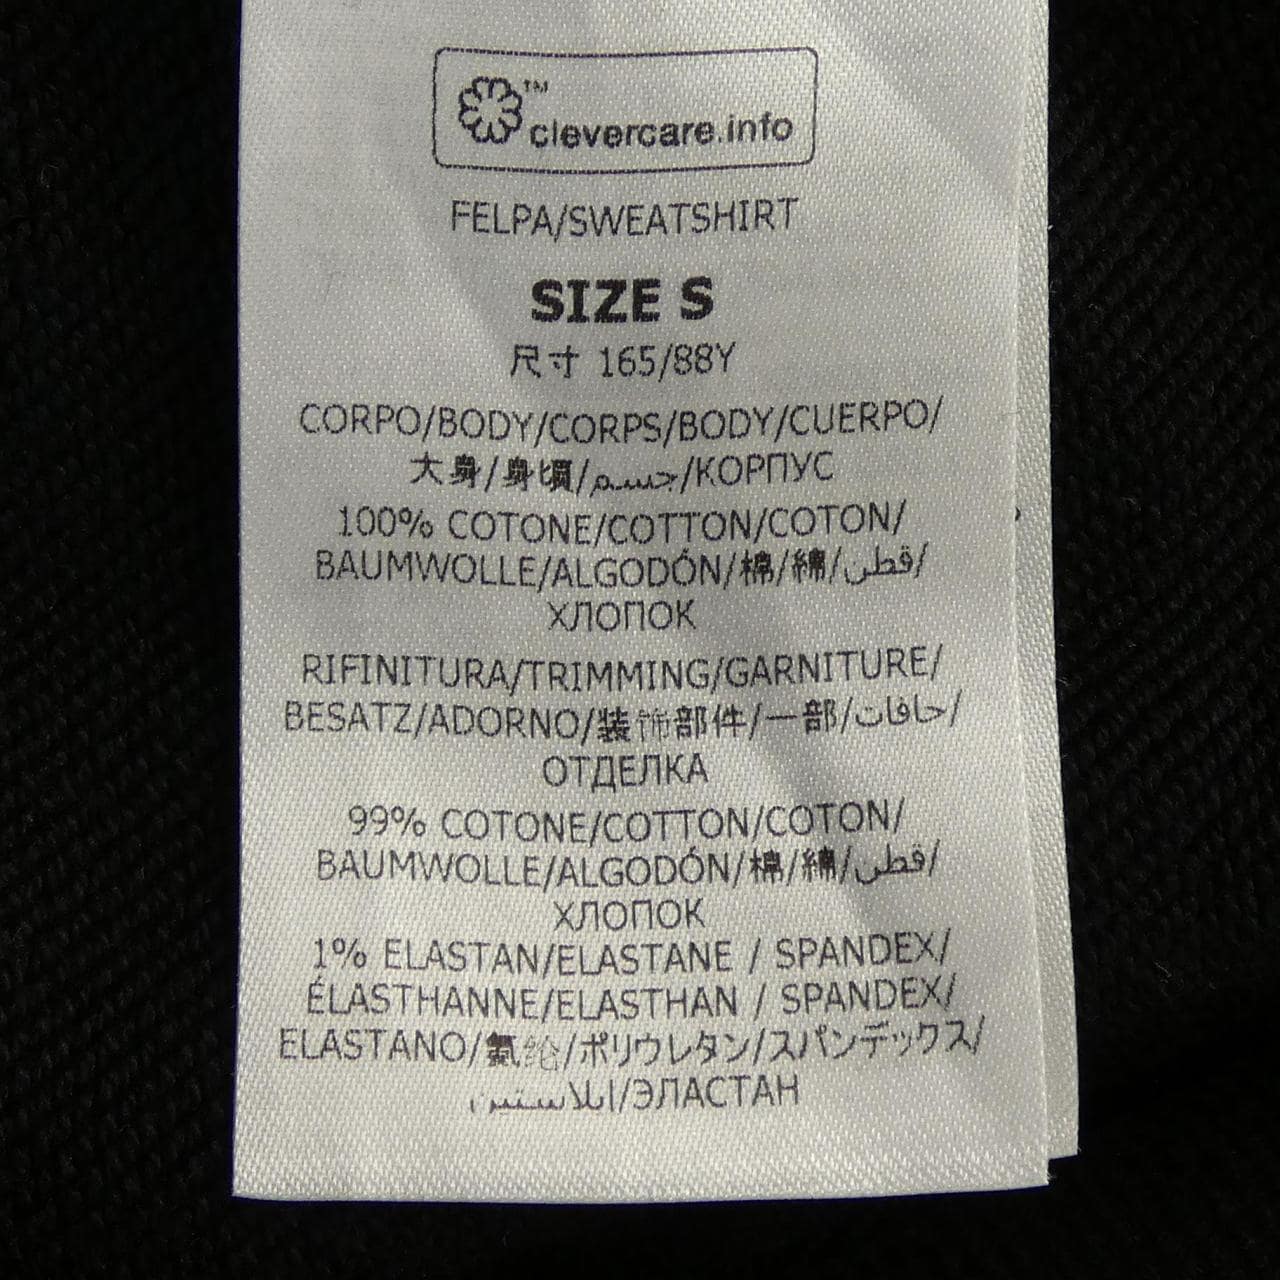 ™
clevercare.info
FELPA/SWEATSHIRT
SIZE S
尺寸 165/88Y
CORPO/BODY/CORPS/BODY/CUERPO/
大身/身頃/جسم/КОРПУС
100% COTONE/COTTON/COTON/
BAUMWOLLE/ALGODÓN/棉/綿/قطن/
ХЛОПОК
RIFINITURA/TRIMMING/GARNITURE/
BESATZ/ADORNO/装饰部件/一部/حافات/
ОТДЕЛКА
99% COTONE/COTTON/COTON/
BAUMWOLLE/ALGODÓN/棉/綿/قطن/
ХЛОПОК
1% ELASTAN/ELASTANE / SPANDEX/
ÉLASTHANNE/ELASTHAN / SPANDEX/
ELASTANO/氨纶/ポリウレタン/スパンデックス/
ايلاستين/ЭЛАСТАН